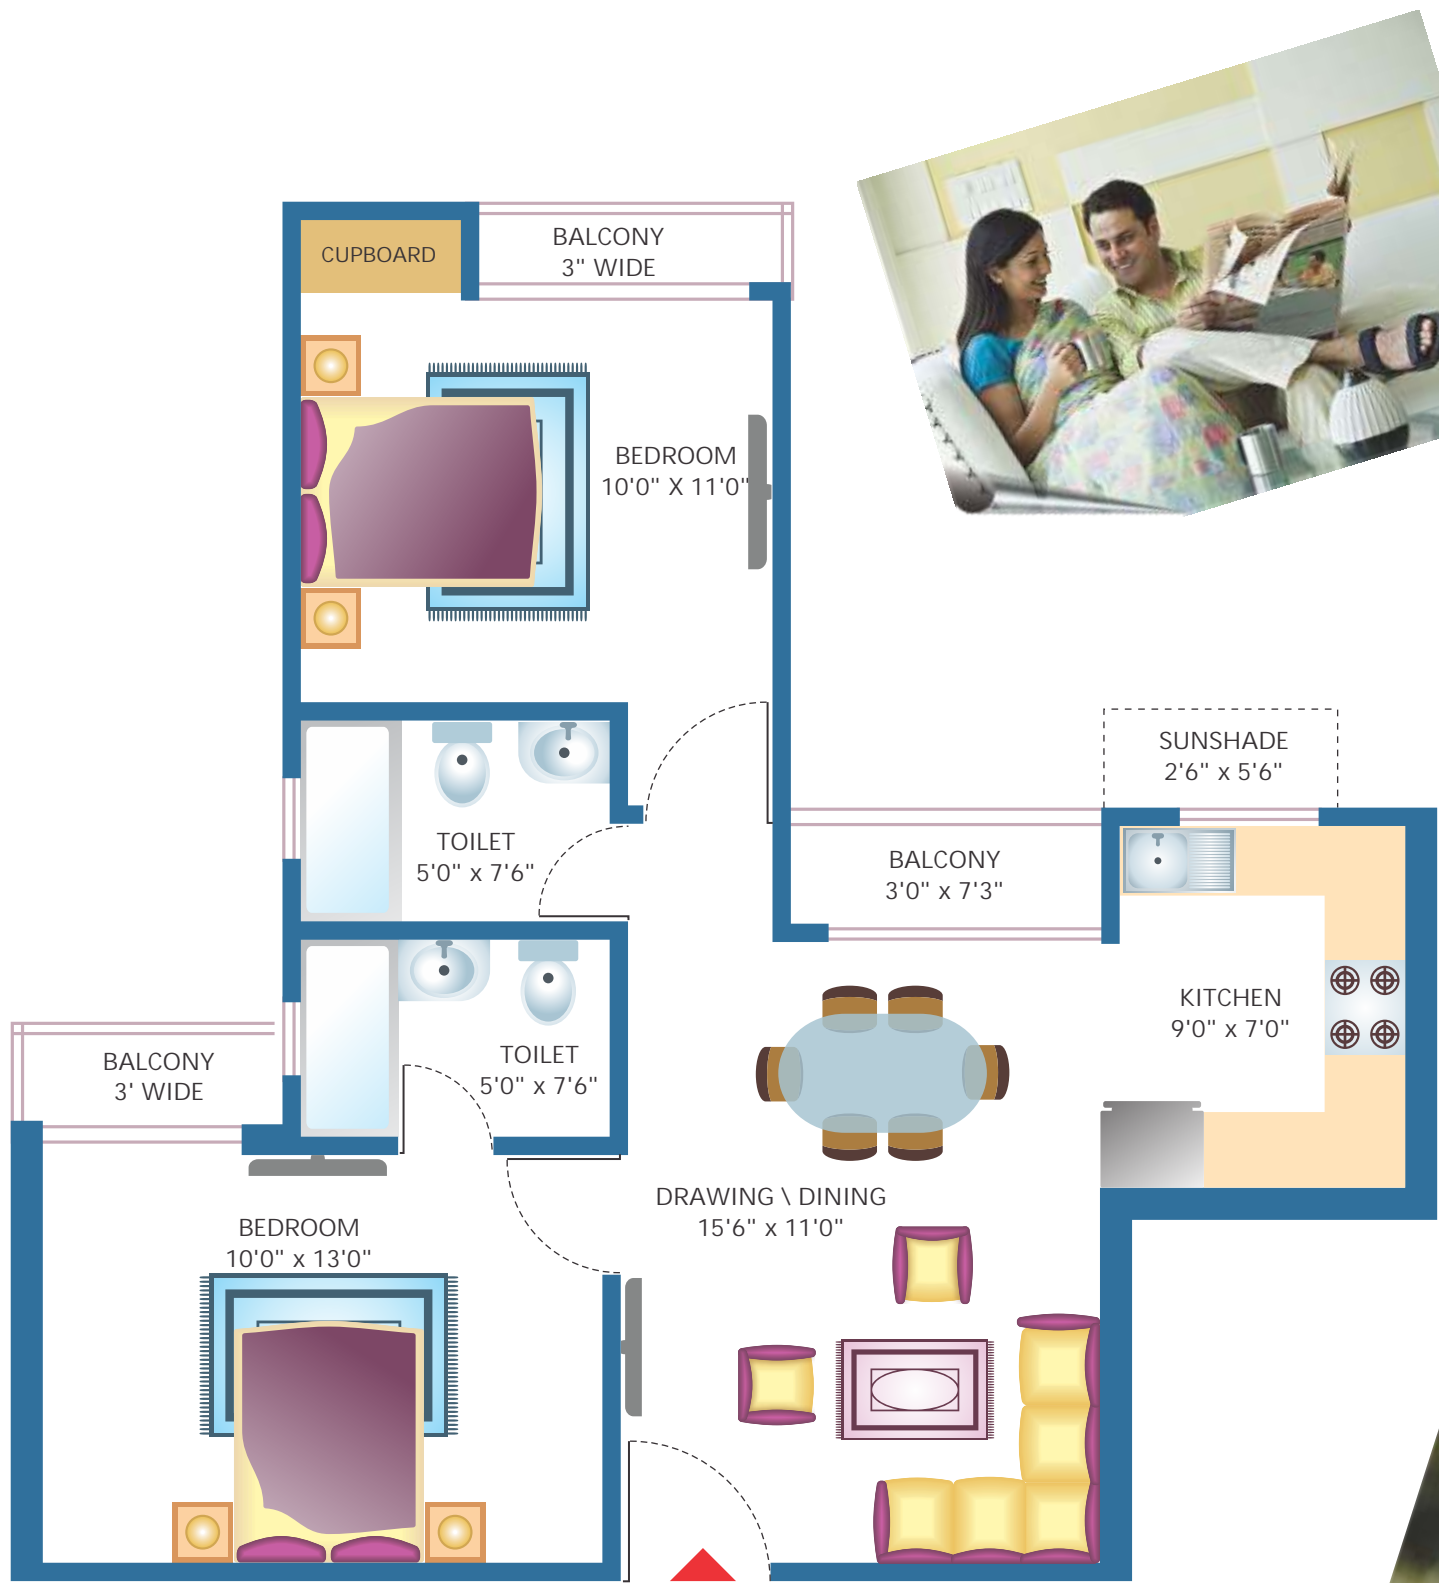 CUPBOARD
BALCONY
3" WIDE
BEDROOM
10'0" X 11'0"
SUNSHADE
2'6" x 5'6"
TOILET
5'0" x 7'6"
BALCONY
3'0" x 7'3"
KITCHEN
9'0" x 7'0"
BALCONY
3' WIDE
TOILET
5'0" x 7'6"
DRAWING \ DINING
15'6" x 11'0"
BEDROOM
10'0" x 13'0"